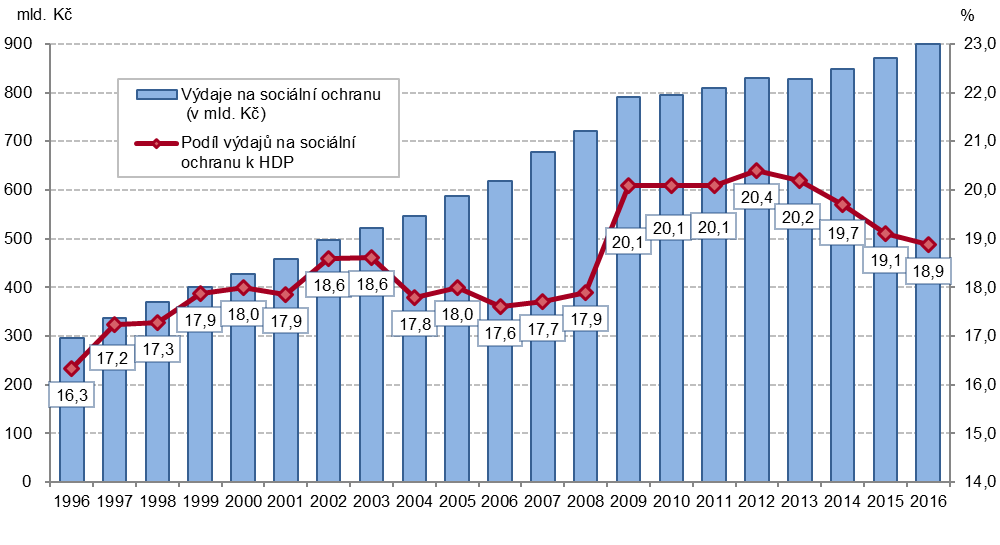 mld. Kč %
900 23,0
800 22,0
700 21,0
600 20,0
500 19,0
400 18,0
300 17,0
200 16,0
100 15,0
0 14,0
Výdaje na sociální ochranu
(v mld. Kč)
Podíl výdajů na sociální
ochranu k HDP
16,3 17,2 17,3 17,9 18,0 17,9 18,6 18,6 17,8 18,0 17,6 17,7 17,9 20,1 20,1 20,1 20,4 20,2 19,7 19,1 18,9
1996 1997 1998 1999 2000 2001 2002 2003 2004 2005 2006 2007 2008 2009 2010 2011 2012 2013 2014 2015 2016